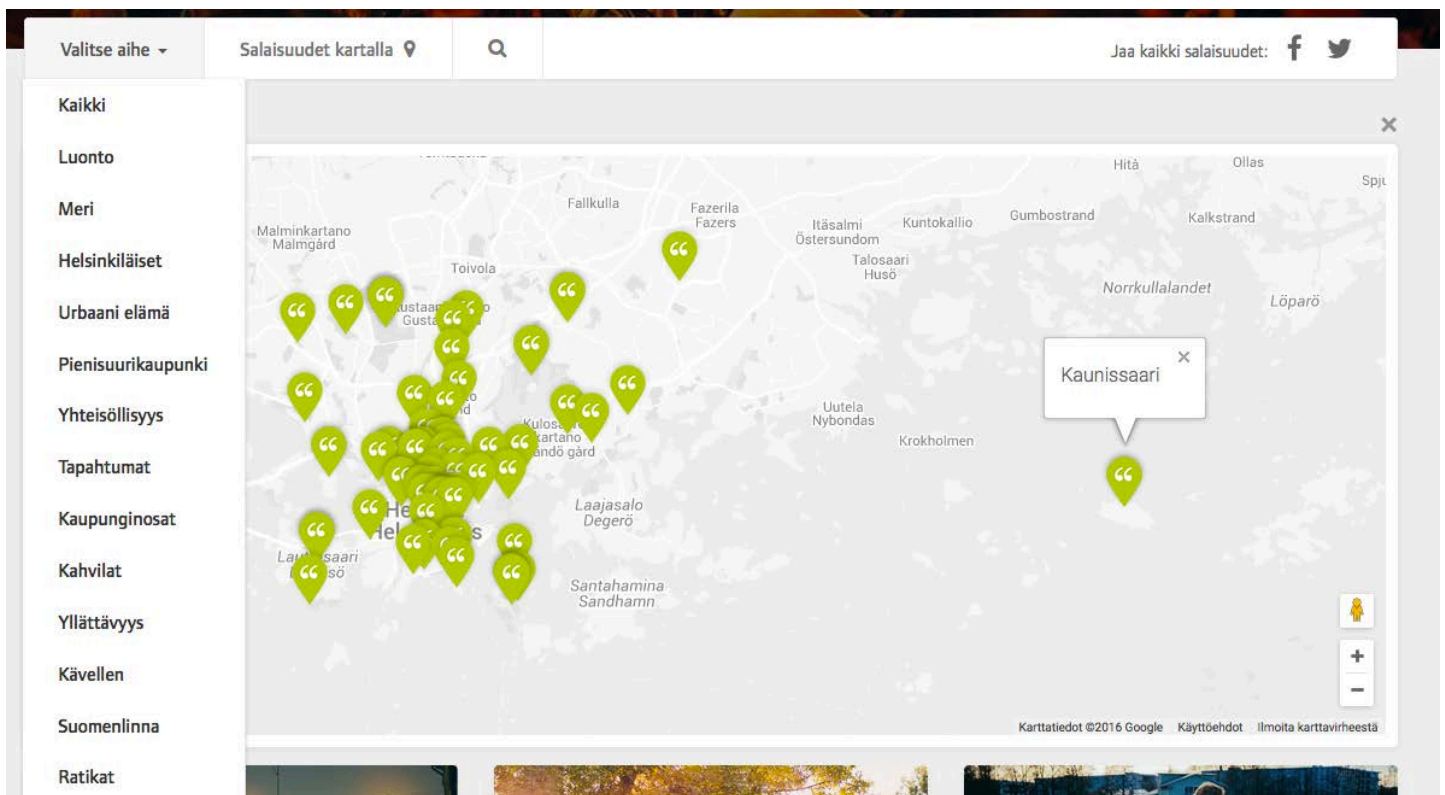 Valitse aihe
Salaisuudet kartalla
Jaa kaikki salaisuudet:
Kaikki
Luonto
Meri
Helsinkiläiset
Urbaani elämä
Pienisuurikaupunki
Yhteisöllisyys
Tapahtumat
Kaupunginosat
Kahvilat
Yllättävyys
Kävellen
Suomenlinna
Ratikat
Hitå
Ollas
Fallkulla
Fazerila
Fazers
Itäsalmi
Östersundom
Kuntokallio
Gumbostrand
Kalkstrand
Malminkartano
Malmgård
Talosaari
Husö
Toivola
Norrkullalandet
Löparö
Kaunissaari
Uutela
Nybondas
Krokholmen
Laajasalo
Degerö
Santahamina
Sandhamn
Karttatiedot ©2016 Google
Käyttöehdot
Ilmoita karttavirheestä